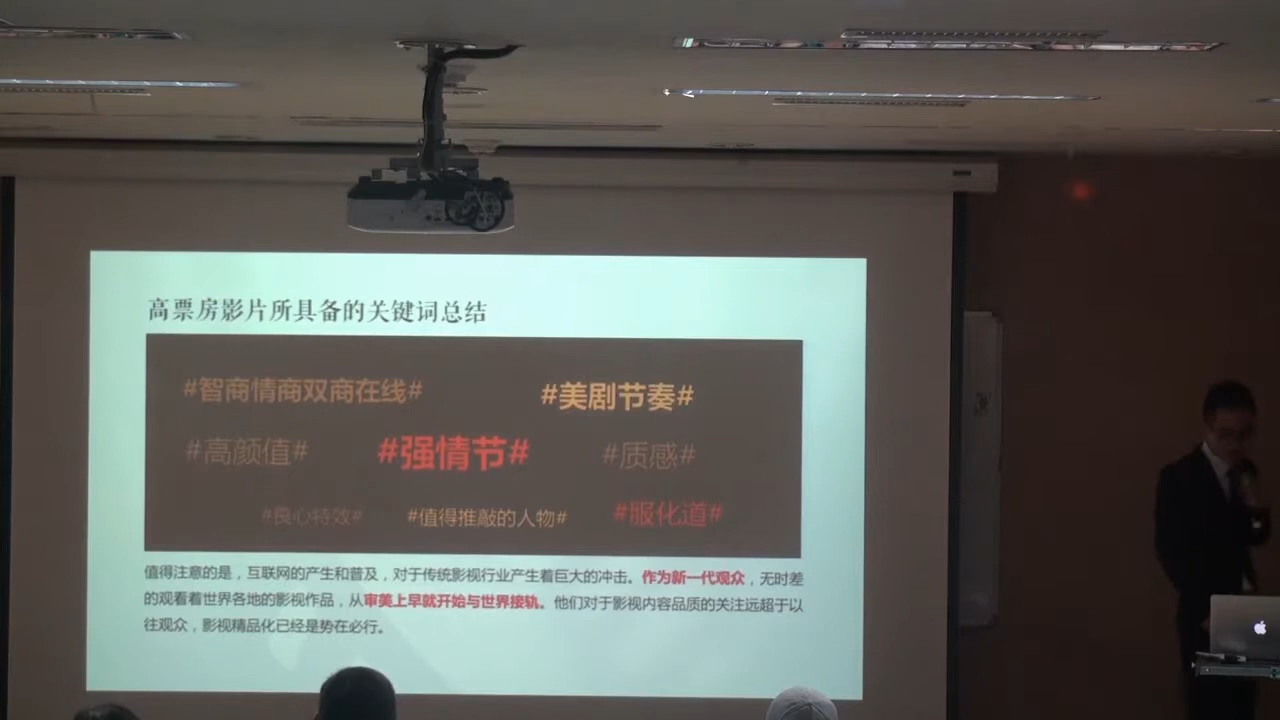 高票房影片所具备的关键词总结
#智商情商双商在线# #美剧节奏#
#高颜值# #强情节# #质感#
#良心特效# #值得推敲的人物# #服化道#
值得注意的是，互联网的产生和普及，对于传统影视行业产生着巨大的冲击。作为新一代观众，无时差
的观看着世界各地的影视作品，从审美上早就开始与世界接轨。他们对于影视内容品质的关注远超于以
往观众，影视精品化已经是势在必行。